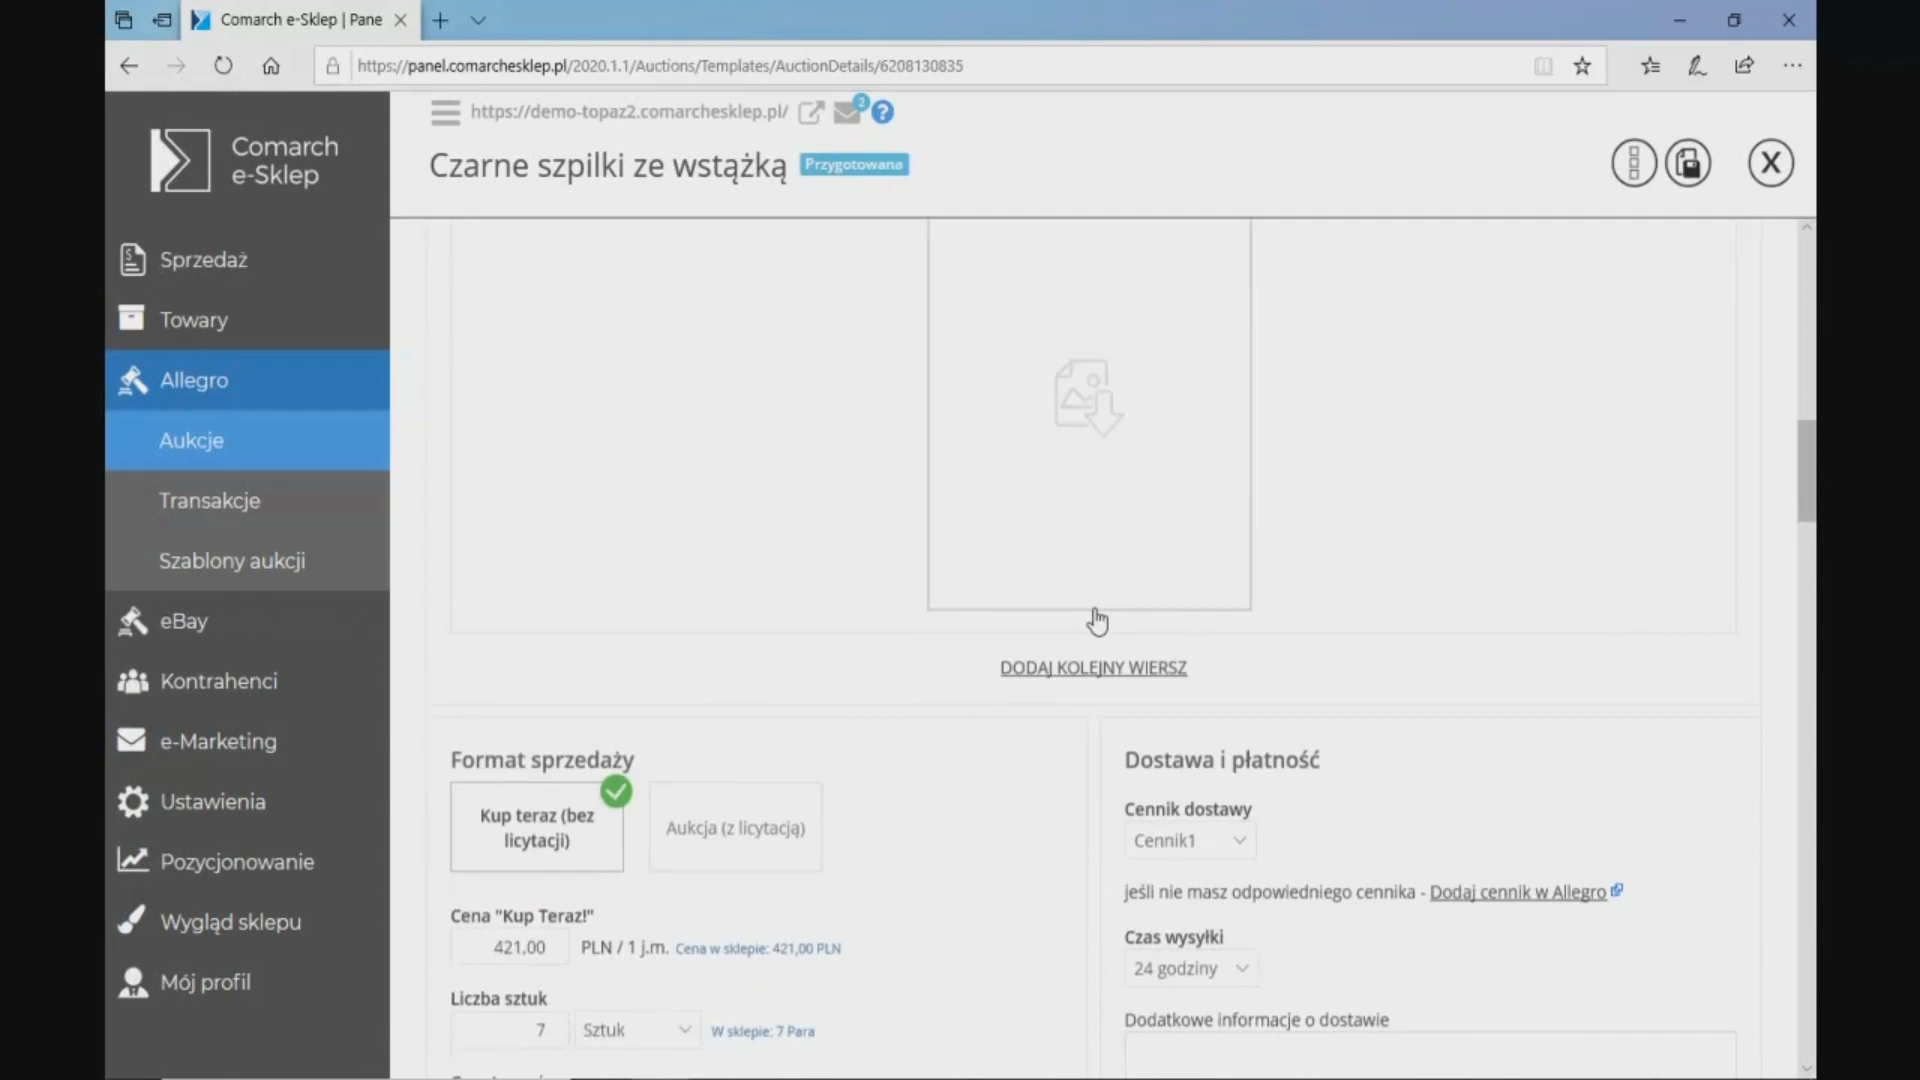 Comarch e-Sklep | Pane
https://panel.comarchesklep.pl/2020.1.1/Auctions/Templates/AuctionDetails/6208130835
Comarch
e-Sklep
https://demo-topaz2.comarchesklep.pl/
2
?
Czarne szpilki ze wstążką
Przygotowana
X
Sprzedaż
Towary
Allegro
Aukcje
Transakcje
Szablony aukcji
eBay
Kontrahenci
e-Marketing
Ustawienia
Pozycjonowanie
Wygląd sklepu
Mój profil
DODAJ KOLEJNY WIERSZ
Format sprzedaży
Kup teraz (bez
licytacji)
Aukcja (z licytacją)
Cena "Kup Teraz!"
421,00 PLN / 1 j.m. Cena w sklepie: 421,00 PLN
Liczba sztuk
7 Sztuk W sklepie: 7 Para
Dostawa i płatność
Cennik dostawy
Cennik1
jeśli nie masz odpowiedniego cennika - Dodaj cennik w Allegro
Czas wysyłki
24 godziny
Dodatkowe informacje o dostawie